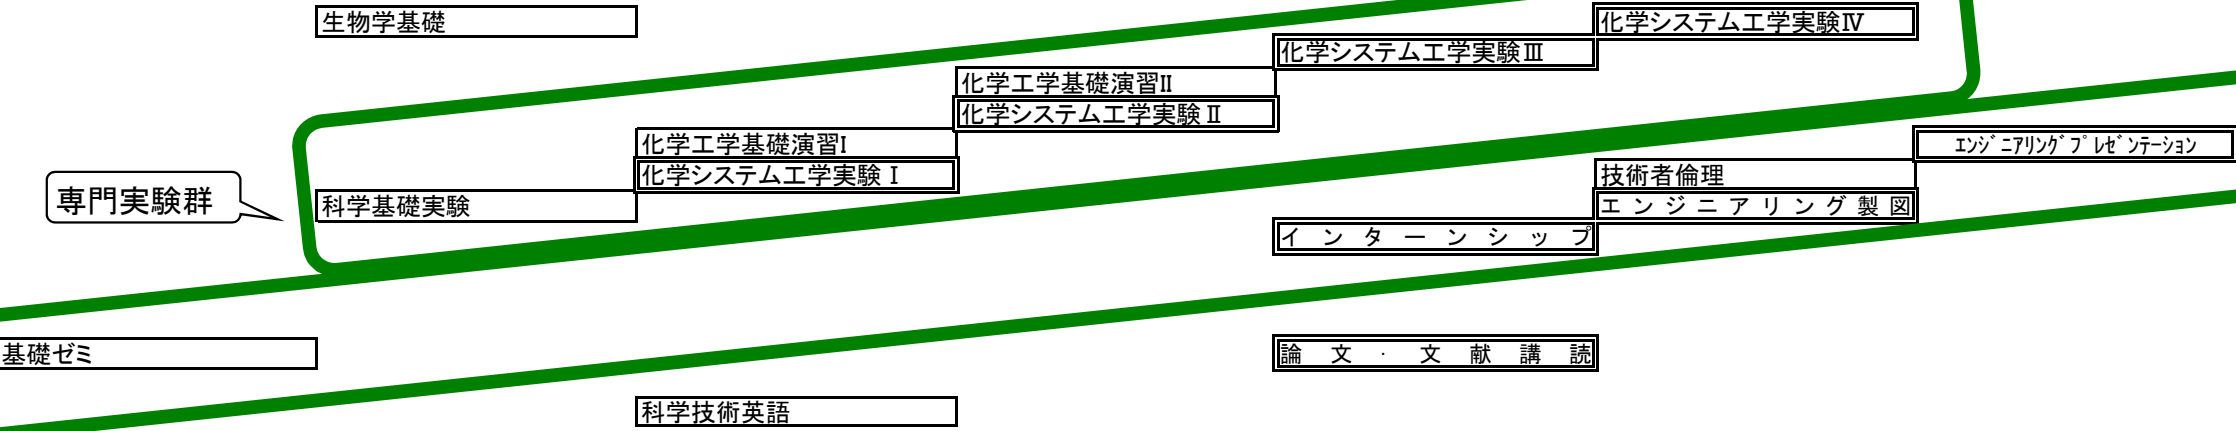 生物学基礎
化学システム工学実験Ⅳ
化学システム工学実験Ⅲ
化学工学基礎演習II
化学システム工学実験Ⅱ
化学工学基礎演習I
化学システム工学実験Ⅰ
エンジニアリングプレゼンテーション
技術者倫理
専門実験群
科学基礎実験
エンジニアリング製図
インターンシップ
基礎ゼミ
論文・文献講読
科学技術英語